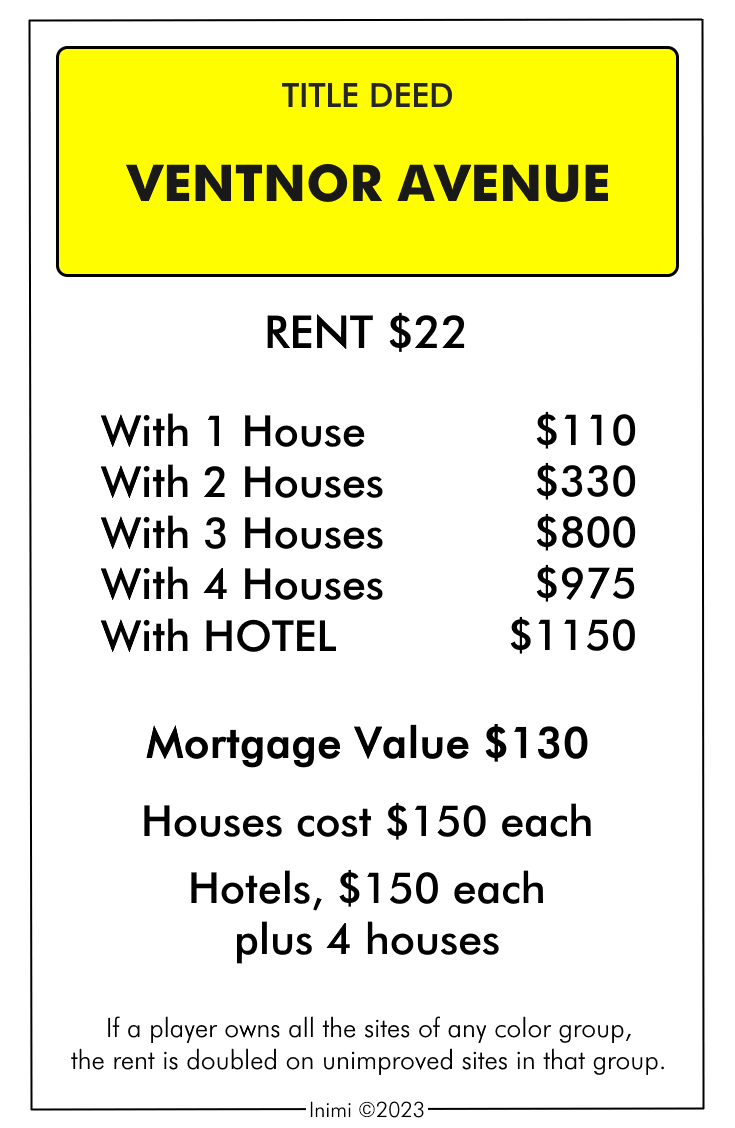 TITLE DEED
VENTNOR AVENUE
RENT $22
With 1 House $110
With 2 Houses $330
With 3 Houses $800
With 4 Houses $975
With HOTEL $1150
Mortgage Value $130
Houses cost $150 each
Hotels, $150 each
plus 4 houses
If a player owns all the sites of any color group,
the rent is doubled on unimproved sites in that group.
Inimi ©2023